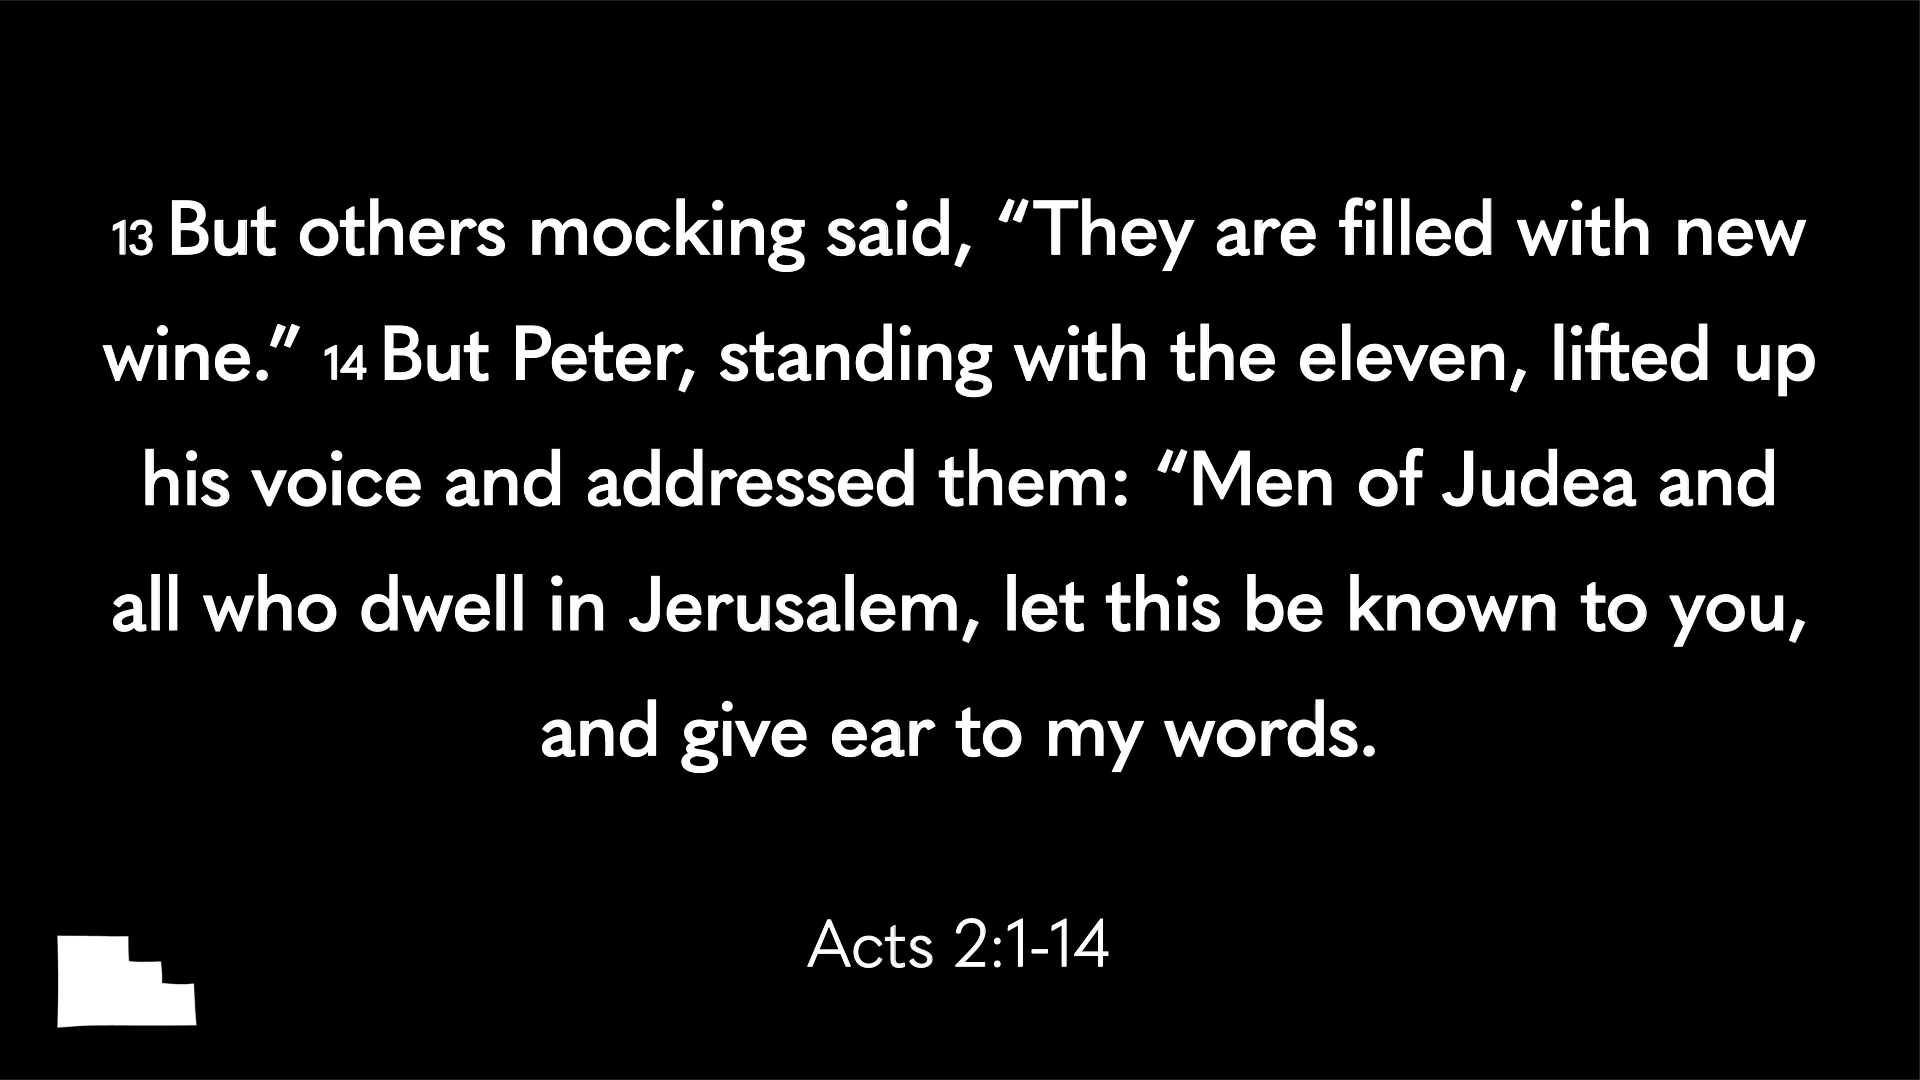 13 But others mocking said, “They are filled with new
wine.” 14 But Peter, standing with the eleven, lifted up
his voice and addressed them: “Men of Judea and
all who dwell in Jerusalem, let this be known to you,
and give ear to my words.
Acts 2:1-14